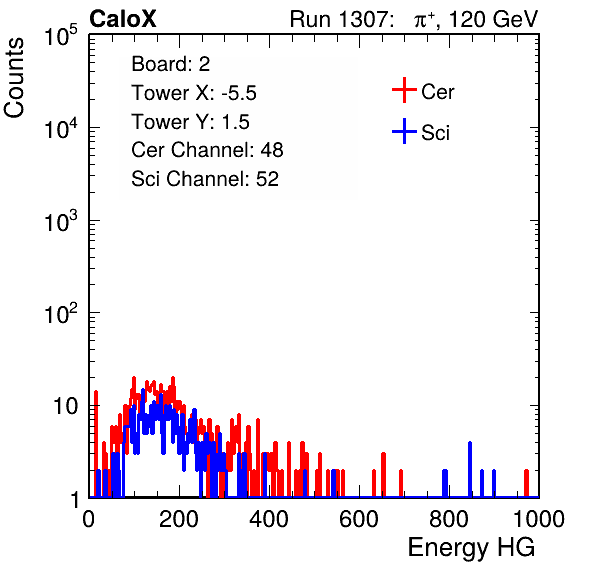 CaloX Run 1307: π⁺, 120 GeV
Counts
10⁵
10⁴
10³
10²
10
1
Board: 2
Tower X: -5.5
Tower Y: 1.5
Cer Channel: 48
Sci Channel: 52
Cer
Sci
0 200 400 600 800 1000
Energy HG